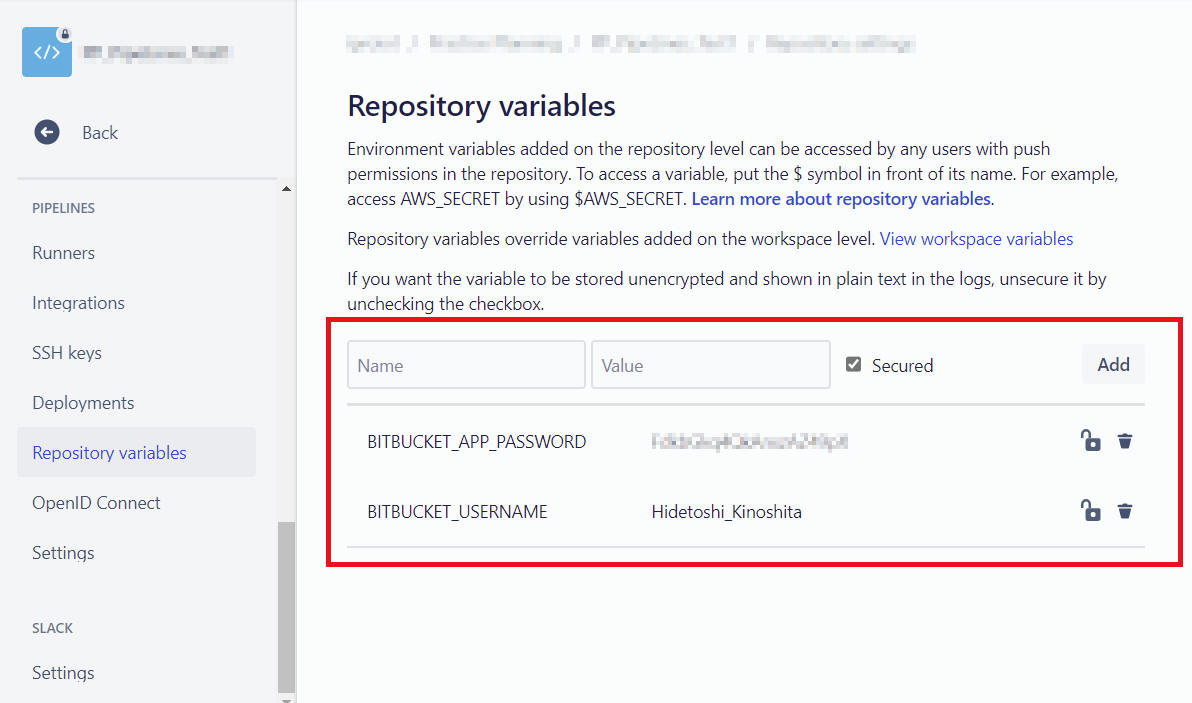 Back
PIPELINES
Runners
Integrations
SSH keys
Deployments
Repository variables
OpenID Connect
Settings
SLACK
Settings
Repository variables
Environment variables added on the repository level can be accessed by any users with push
permissions in the repository. To access a variable, put the $ symbol in front of its name. For example,
access AWS_SECRET by using $AWS_SECRET. Learn more about repository variables.
Repository variables override variables added on the workspace level. View workspace variables
If you want the variable to be stored unencrypted and shown in plain text in the logs, unsecure it by
unchecking the checkbox.
Name Value Secured Add
BITBUCKET_APP_PASSWORD
BITBUCKET_USERNAME Hidetoshi_Kinoshita